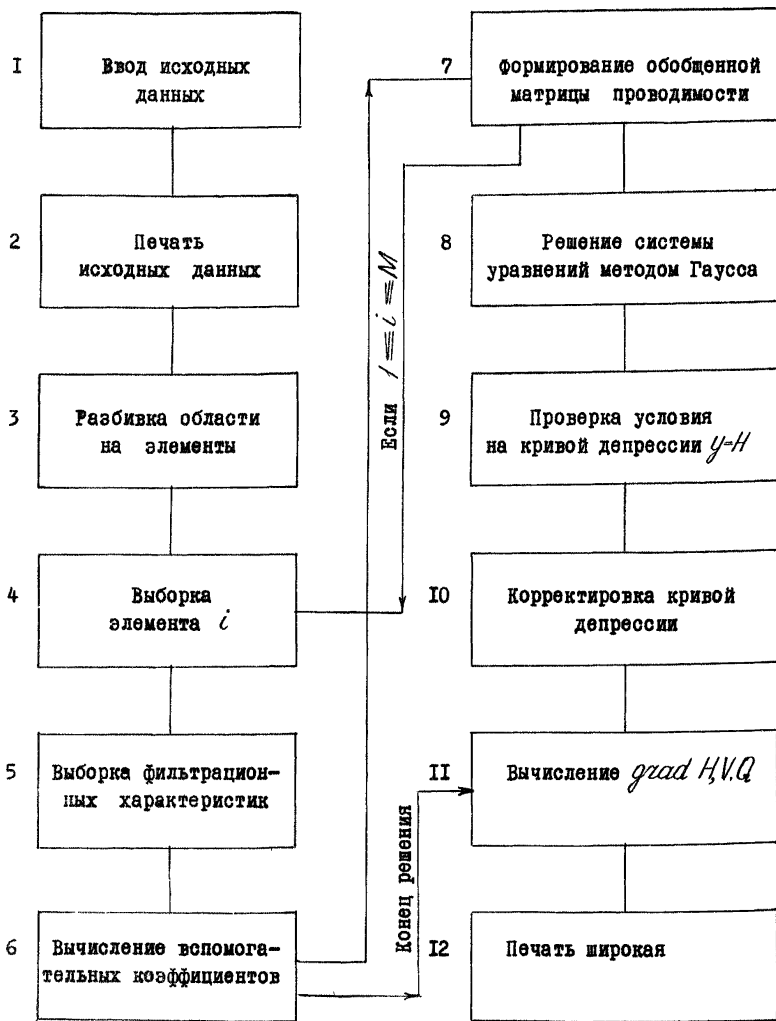 I
Ввод исходных
данных
2
Печать
исходных данных
3
Разбивка области
на элементы
4
Выборка
элемента i
5
Выборка фильтрацион-
ных характеристик
6
Вычисление вспомога-
тельных коэффициентов
Если 1 ≤ i ≤ M
Конец решения
7
Формирование обобщенной
матрицы проводимости
8
Решение системы
уравнений методом Гаусса
9
Проверка условия
на кривой депрессии y=H
IO
Корректировка кривой
депрессии
II
Вычисление grad H,V,Q
I2
Печать широкая